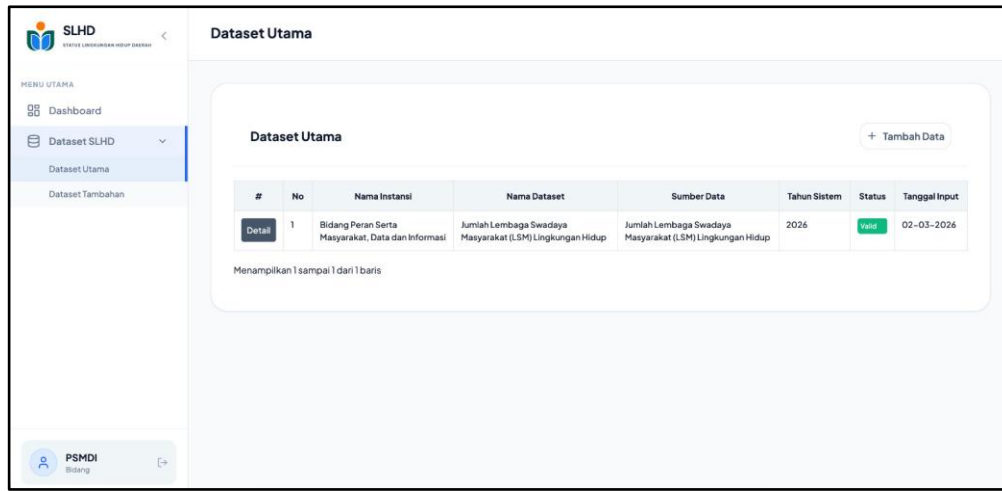 SLHD
STATUS LINGKUNGAN HIDUP DAERAH
Dataset Utama
MENU UTAMA
Dashboard
Dataset SLHD
Dataset Utama
Dataset Tambahan
Dataset Utama
+ Tambah Data
# No Nama Instansi Nama Dataset Sumber Data Tahun Sistem Status Tanggal Input
Detail 1 Bidang Peran Serta Jumlah Lembaga Swadaya Jumlah Lembaga Swadaya 2026 Valid 02-03-2026
Masyarakat, Data dan Informasi Masyarakat (LSM) Lingkungan Hidup Masyarakat (LSM) Lingkungan Hidup
Menampilkan 1 sampai 1 dari 1 baris
PSMDI
Bidang